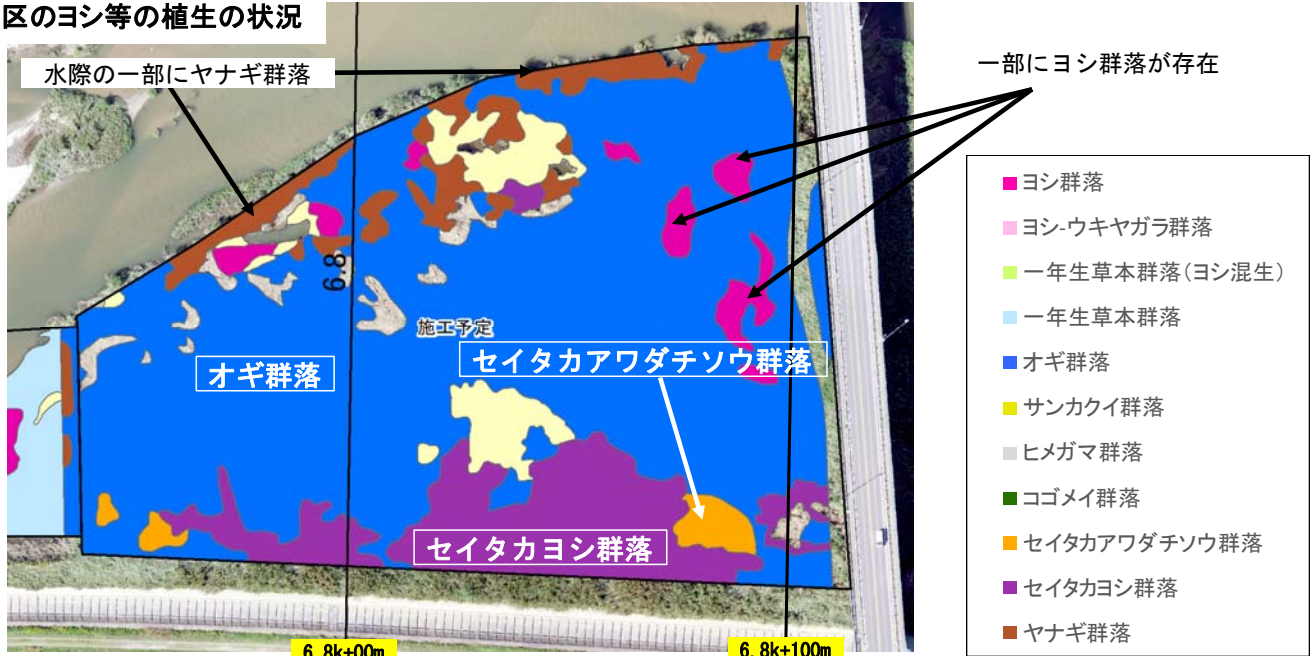 区のヨシ等の植生の状況
水際の一部にヤナギ群落
一部にヨシ群落が存在
6.8
施工予定
オギ群落
セイタカアワダチソウ群落
セイタカヨシ群落
6.8k+00m
6.8k+100m
ヨシ群落
ヨシ-ウキヤガラ群落
一年生草本群落(ヨシ混生)
一年生草本群落
オギ群落
サンカクイ群落
ヒメガマ群落
コゴメイ群落
セイタカアワダチソウ群落
セイタカヨシ群落
ヤナギ群落